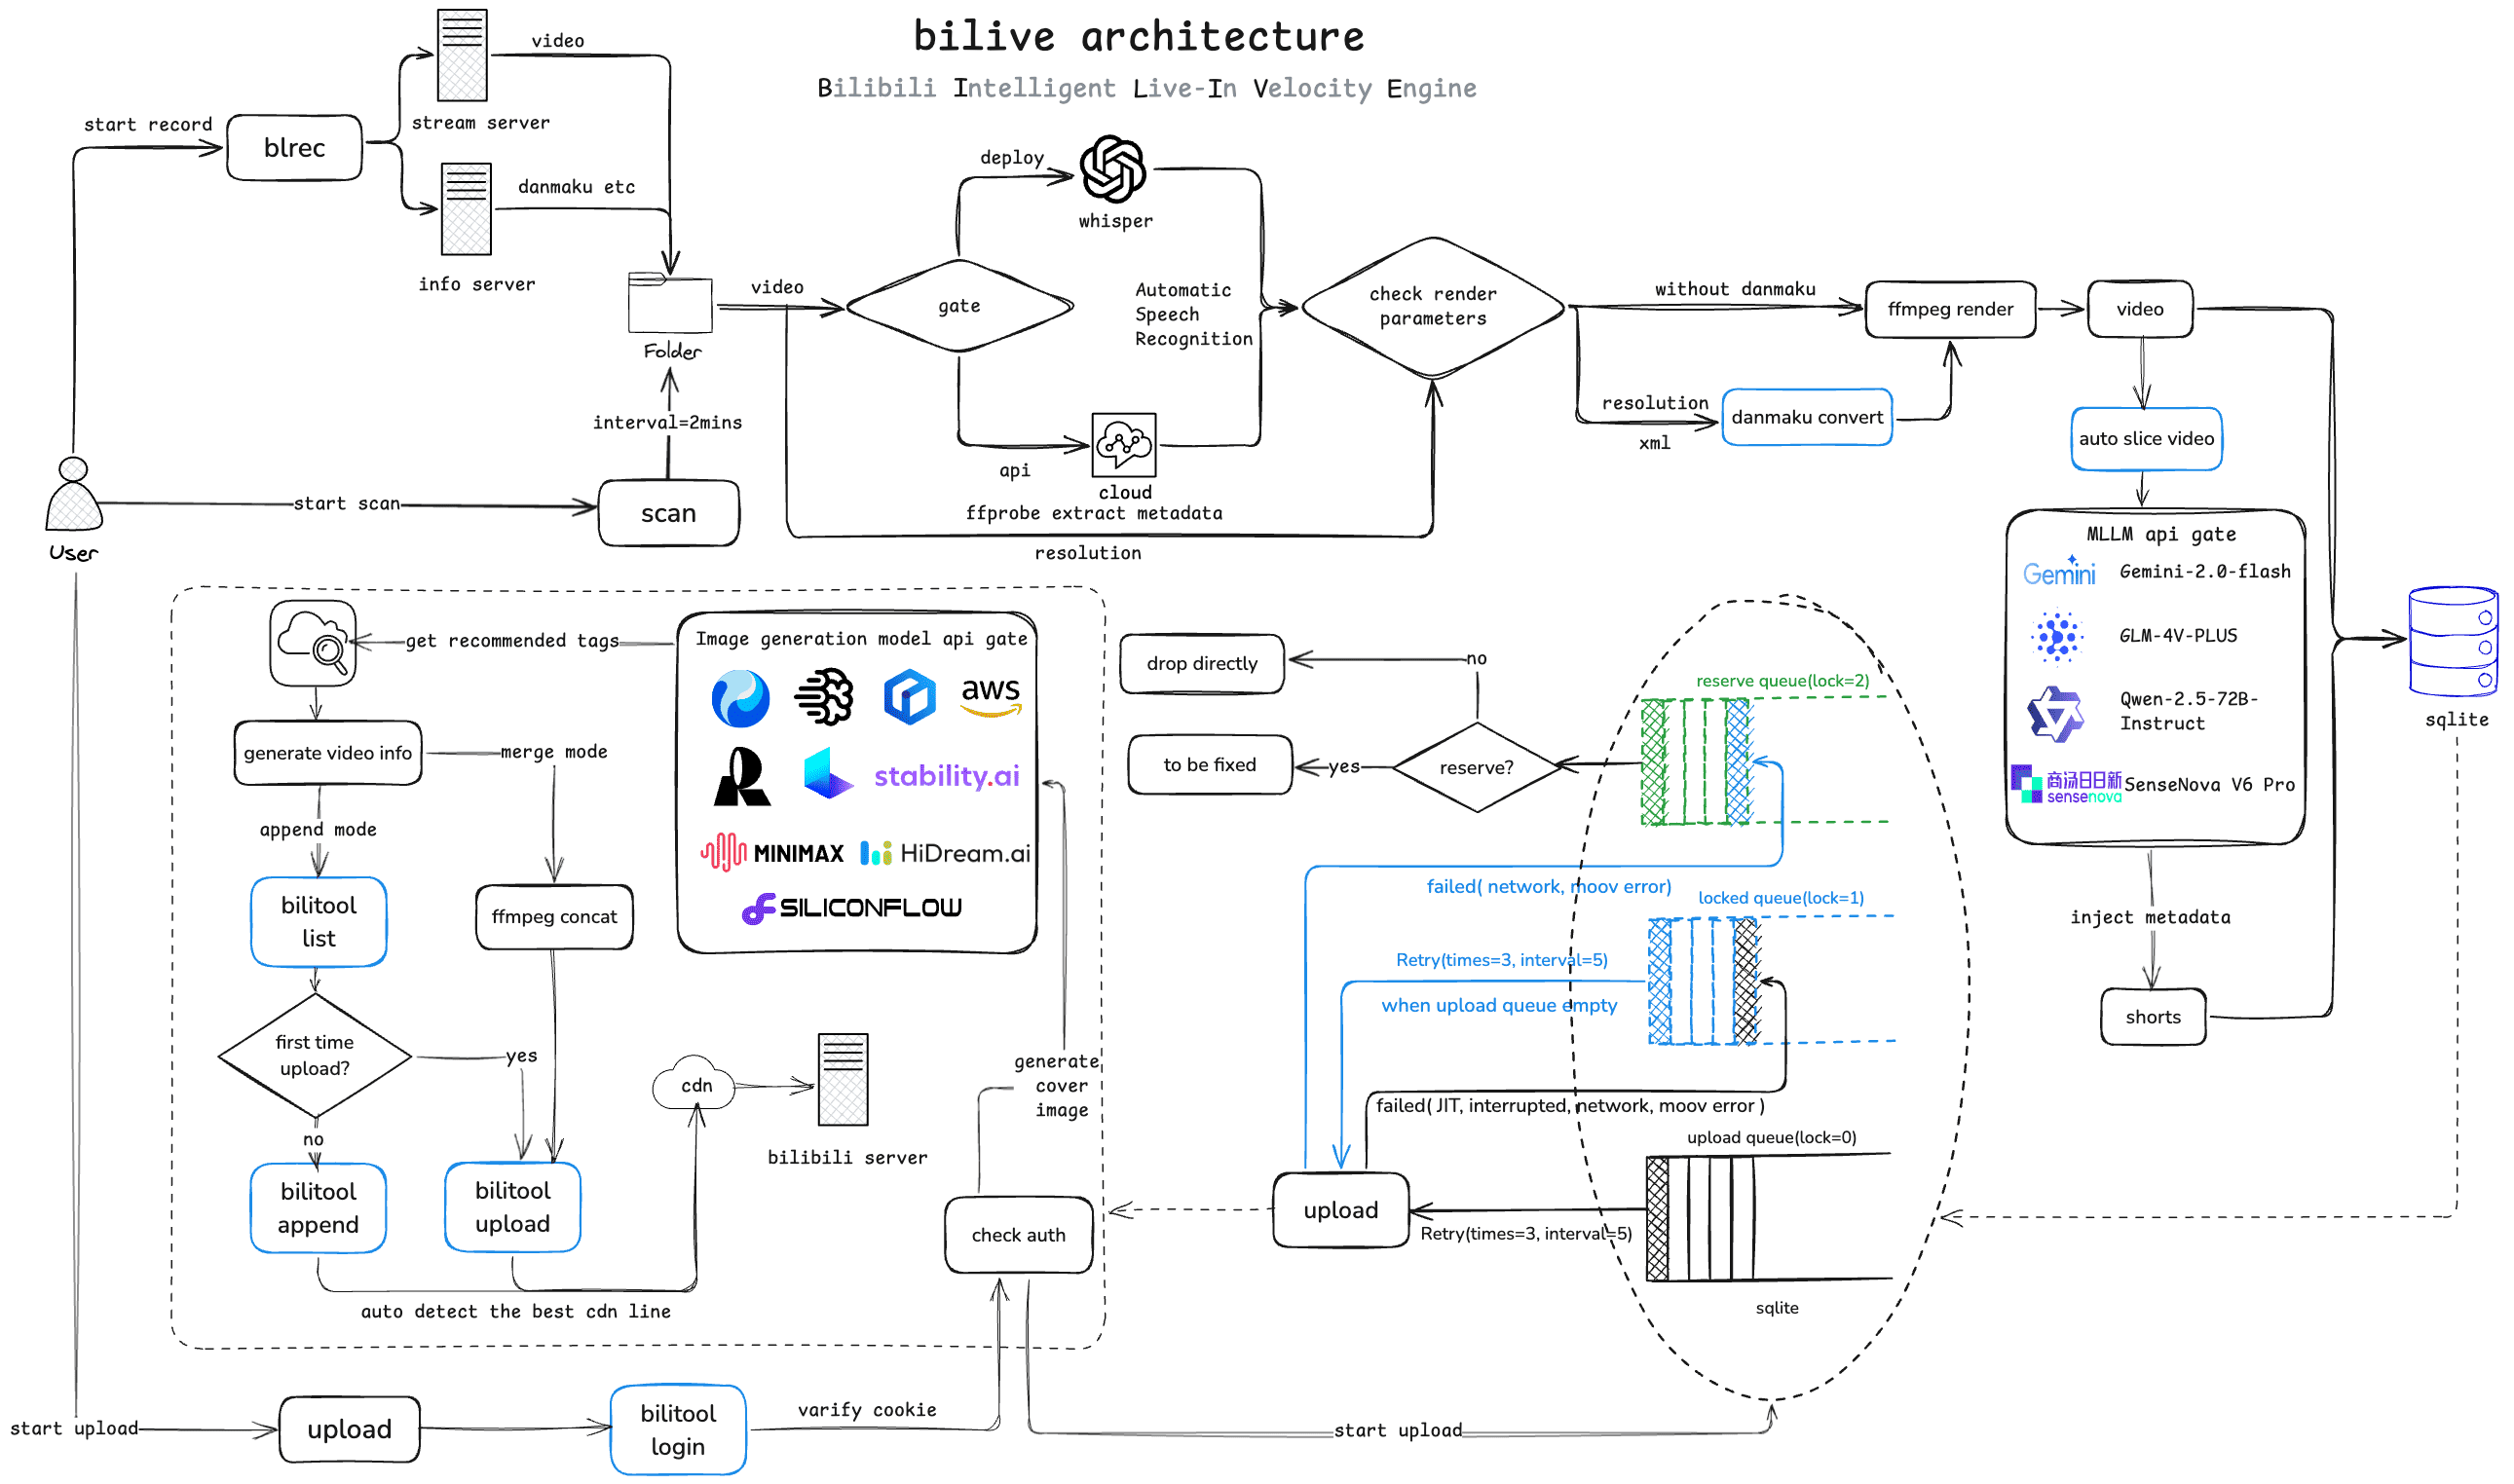 bilive architecture
Bilibili Intelligent Live-In Velocity Engine
start record
blrec
video
stream server
danmaku etc
info server
Folder
interval=2mins
start scan
scan
User
video
gate
deploy
whisper
Automatic
Speech
Recognition
api
cloud
ffprobe extract metadata
resolution
check render
parameters
without danmaku
resolution
xml
danmaku convert
ffmpeg render
video
auto slice video
MLLM api gate
Gemini
Gemini-2.0-flash
GLM-4V-PLUS
Qwen-2.5-72B-
Instruct
商汤日日新
sensenova
SenseNova V6 Pro
inject metadata
shorts
sqlite
get recommended tags
Image generation model api gate
aws
stability.ai
MINIMAX
HiDream.ai
SILICONFLOW
generate video info
merge mode
append mode
bilitool
list
ffmpeg concat
first time
upload?
yes
no
bilitool
append
bilitool
upload
cdn
bilibili server
auto detect the best cdn line
generate
cover
image
check auth
drop directly
no
to be fixed
yes
reserve?
reserve queue(lock=2)
failed( network, moov error)
locked queue(lock=1)
Retry(times=3, interval=5)
when upload queue empty
failed( JIT, interrupted, network, moov error )
upload queue(lock=0)
upload
Retry(times=3, interval=5)
sqlite
start upload
upload
bilitool
login
varify cookie
start upload